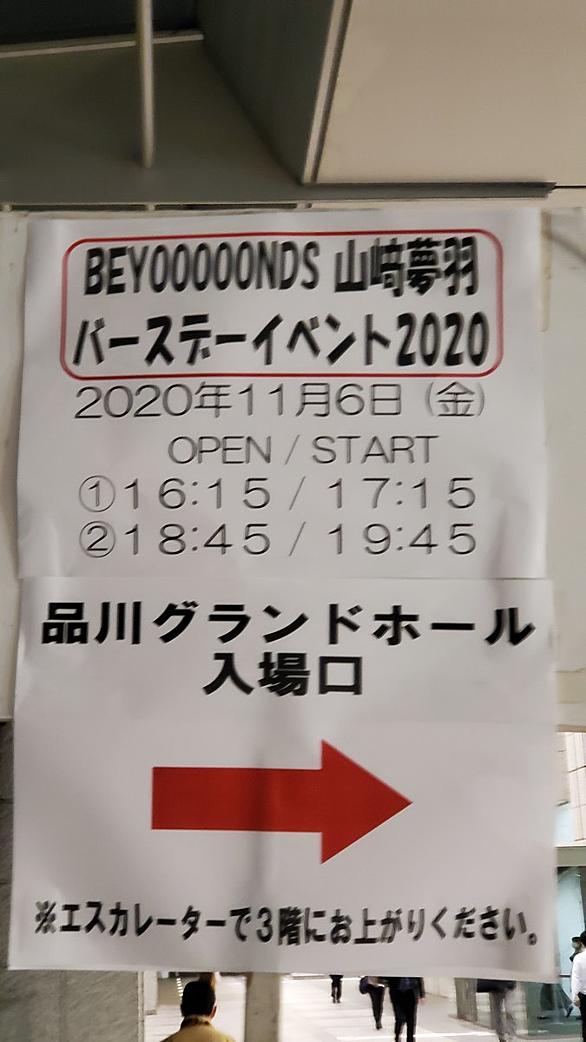 BEYOOOOONDS 山﨑夢羽
バースデーイベント2020
2020年11月6日（金）
OPEN / START
①16:15 / 17:15
②18:45 / 19:45
品川グランドホール
入場口
※エスカレーターで3階にお上がりください。